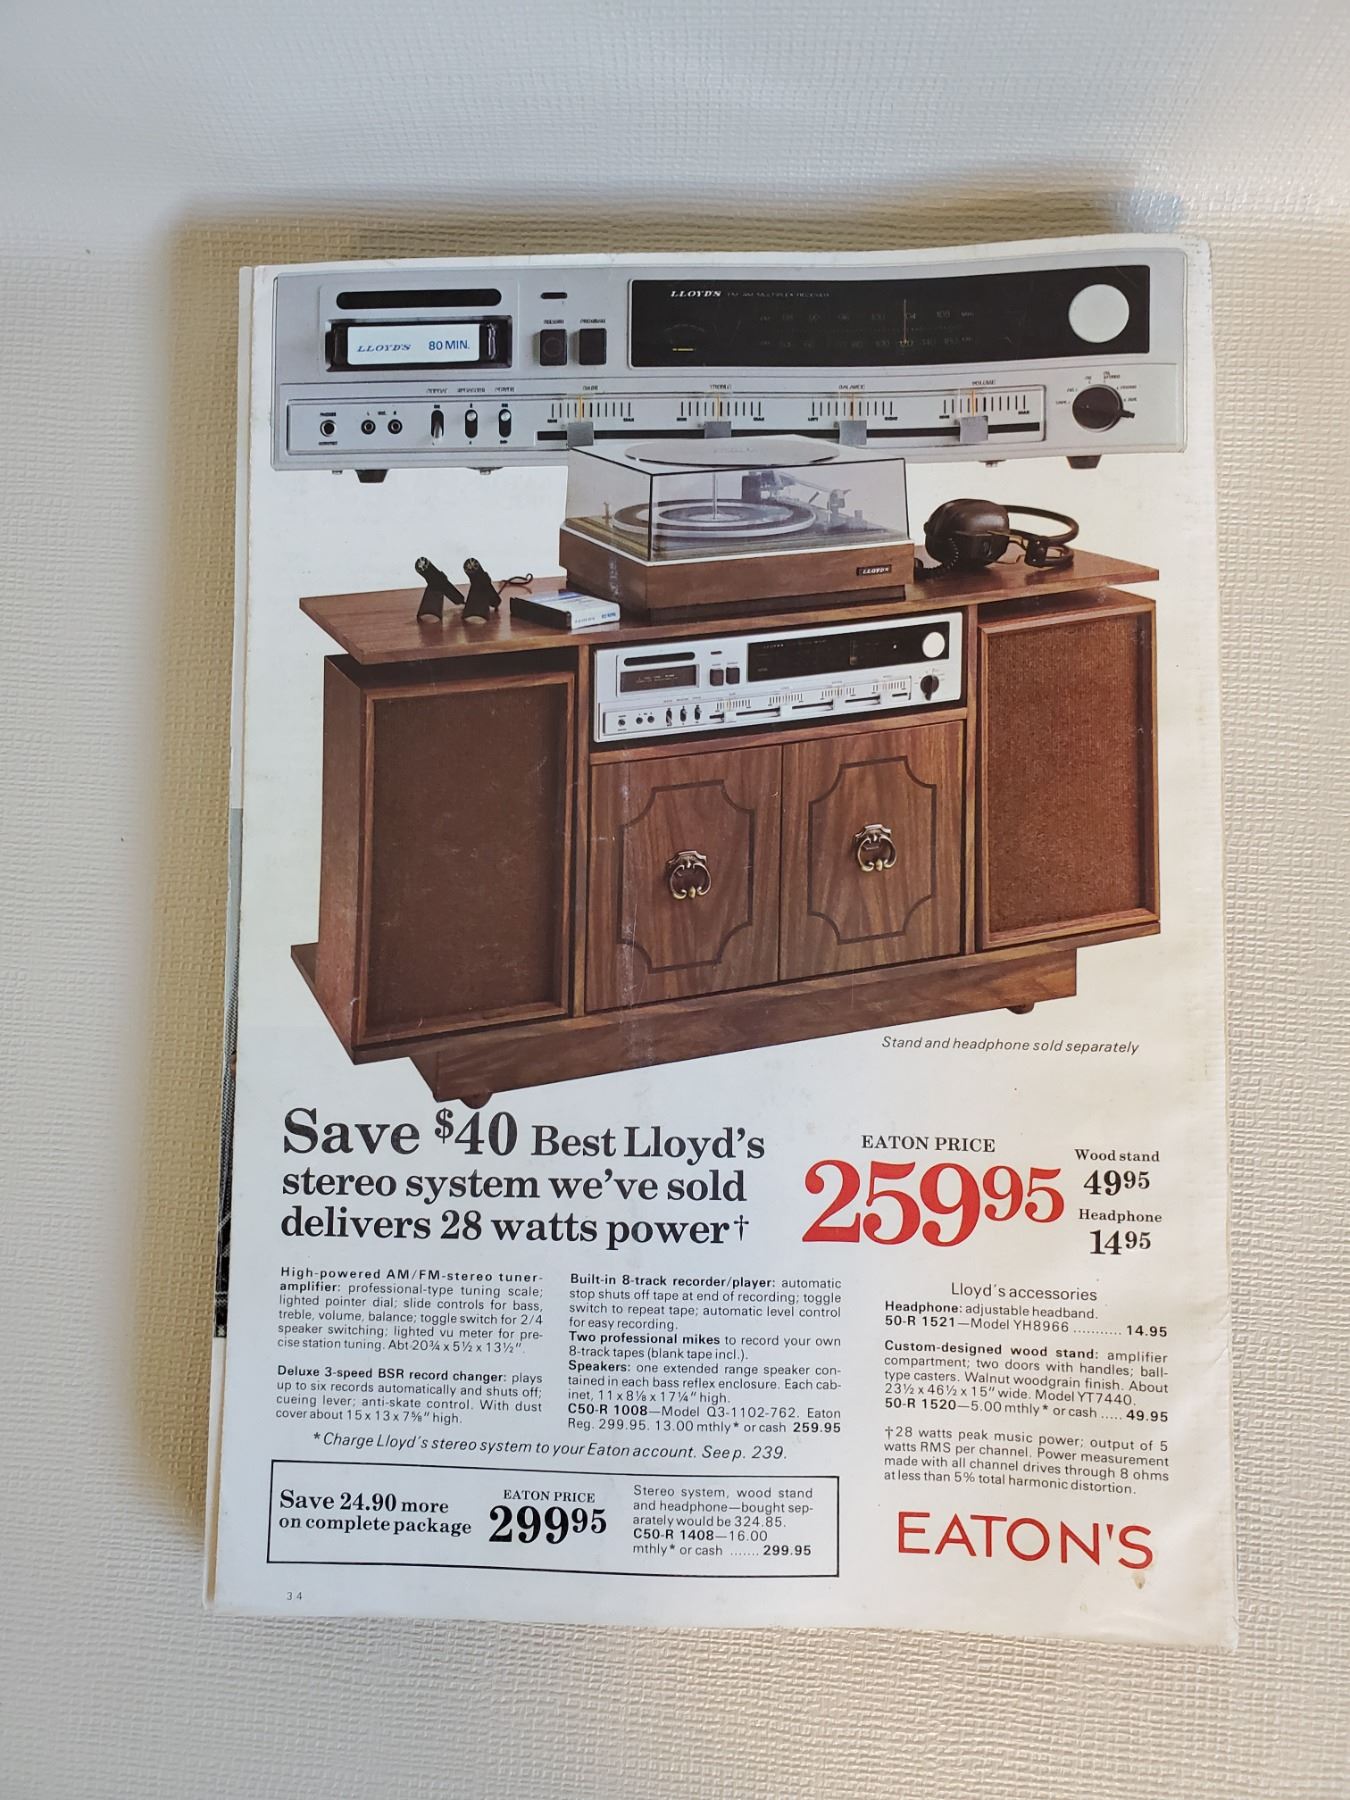 LLOYD'S
LLOYD'S 80 MIN.
RECORD PROGRAM
BALANCE VOLUME
LLOYD'S
Stand and headphone sold separately
Save $40 Best Lloyd's
stereo system we've sold
delivers 28 watts power†
EATON PRICE
259 95
Wood stand
49 95
Headphone
14 95
High-powered AM/FM-stereo tuner-
amplifier: professional-type tuning scale;
lighted pointer dial; slide controls for bass,
treble, volume, balance; toggle switch for 2/4
speaker switching; lighted vu meter for pre-
cise station tuning. Abt 20¾ x 5½ x 13½".
Deluxe 3-speed BSR record changer: plays
up to six records automatically and shuts off;
cueing lever; anti-skate control. With dust
cover about 15 x 13 x 7⅝" high.
Built-in 8-track recorder/player: automatic
stop shuts off tape at end of recording; toggle
switch to repeat tape; automatic level control
for easy recording.
Two professional mikes to record your own
8-track tapes (blank tape incl.).
Speakers: one extended range speaker con-
tained in each bass reflex enclosure. Each cab-
inet, 11 x 8⅛ x 17¼" high.
C50-R 1008—Model Q3-1102-762. Eaton
Reg. 299.95. 13.00 mthly* or cash 259.95
*Charge Lloyd's stereo system to your Eaton account. See p. 239.
Lloyd's accessories
Headphone: adjustable headband.
50-R 1521—Model YH8966 ........... 14.95
Custom-designed wood stand: amplifier
compartment; two doors with handles; ball-
type casters. Walnut woodgrain finish. About
23½ x 46½ x 15" wide. Model YT7440.
50-R 1520—5.00 mthly* or cash ..... 49.95
†28 watts peak music power; output of 5
watts RMS per channel. Power measurement
made with all channel drives through 8 ohms
at less than 5% total harmonic distortion.
Save 24.90 more
on complete package
EATON PRICE
299 95
Stereo system, wood stand
and headphone—bought sep-
arately would be 324.85.
C50-R 1408—16.00
mthly* or cash ....... 299.95
EATON'S
34